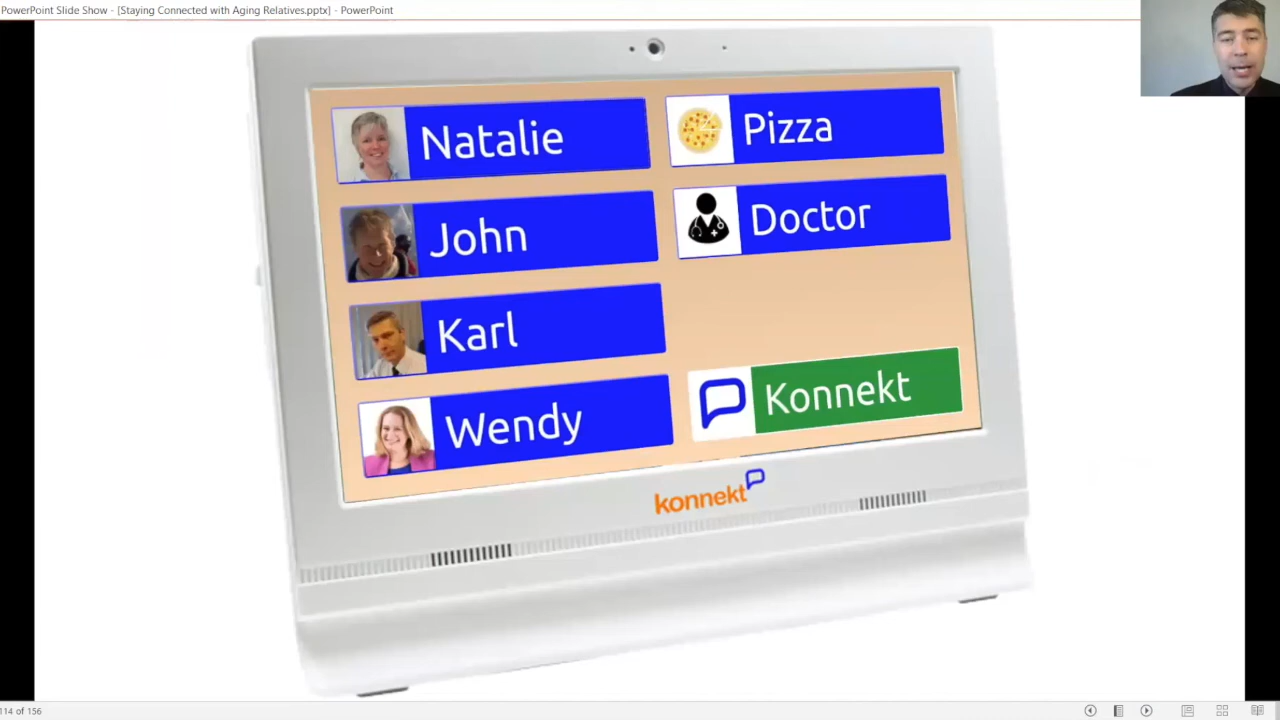 PowerPoint Slide Show - [Staying Connected with Aging Relatives.pptx] - PowerPoint
Natalie
John
Karl
Wendy
Pizza
Doctor
Konnekt
konnekt
114 of 156